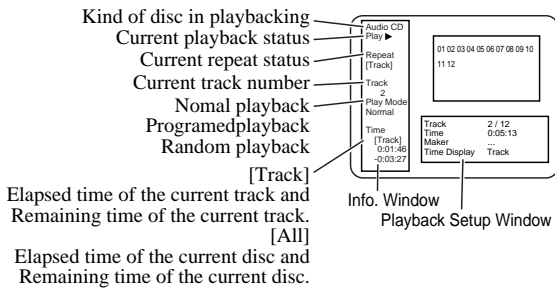 Kind of disc in playbacking
Current playback status
Current repeat status
Current track number
Nomal playback
Programedplayback
Random playback
[Track]
Elapsed time of the current track and
Remaining time of the current track.
[All]
Elapsed time of the current disc and
Remaining time of the current disc.
Audio CD
Play ▶
Repeat
[Track]
Track
2
Play Mode
Normal
Time
[Track]
0:01:46
-0:03:27
01 02 03 04 05 06 07 08 09 10
11 12
Track 2 / 12
Time 0:05:13
Maker ...
Time Display Track
Info. Window
Playback Setup Window